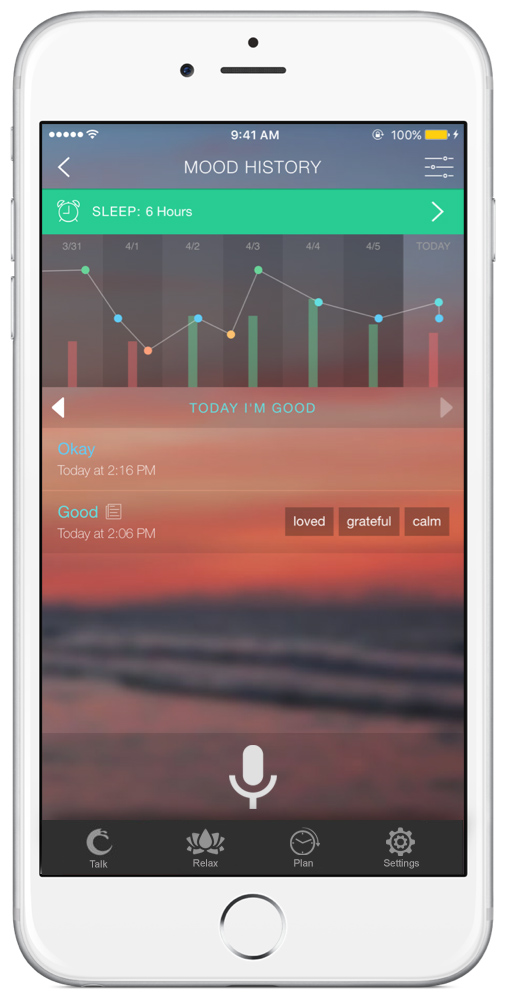 9:41 AM 100%
MOOD HISTORY
SLEEP: 6 Hours
3/31 4/1 4/2 4/3 4/4 4/5 TODAY
TODAY I'M GOOD
Okay
Today at 2:16 PM
Good
loved grateful calm
Today at 2:06 PM
Talk Relax Plan Settings